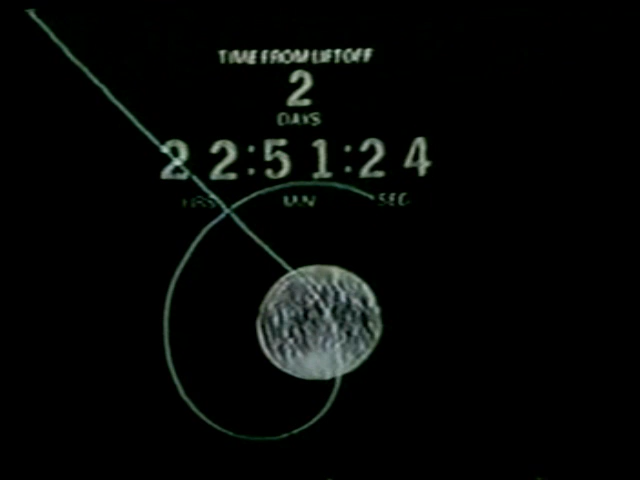 TIME FROM LIFTOFF
2
DAYS
22:51:24
HRS MIN SEC